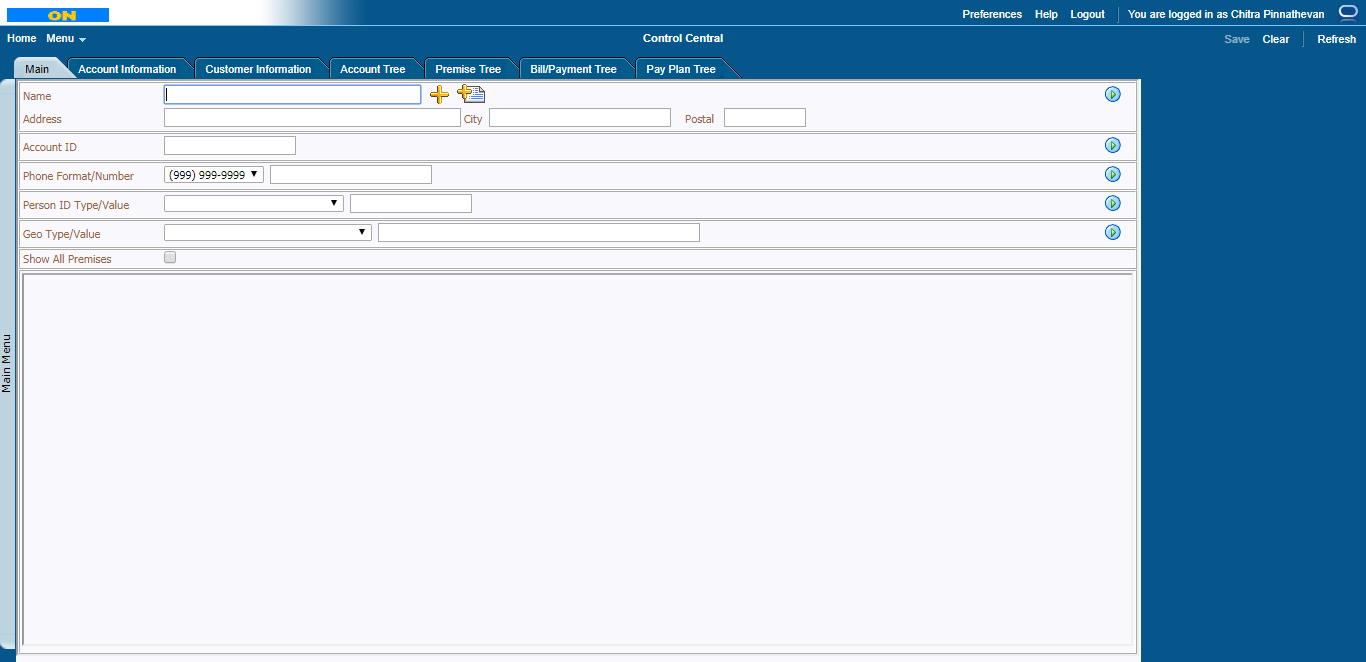 ON
Preferences Help Logout You are logged in as Chitra Pinnathevan
Home Menu Control Central Save Clear Refresh
Main Account Information Customer Information Account Tree Premise Tree Bill/Payment Tree Pay Plan Tree
Name
Address City Postal
Account ID
Phone Format/Number (999) 999-9999
Person ID Type/Value
Geo Type/Value
Show All Premises
Main Menu